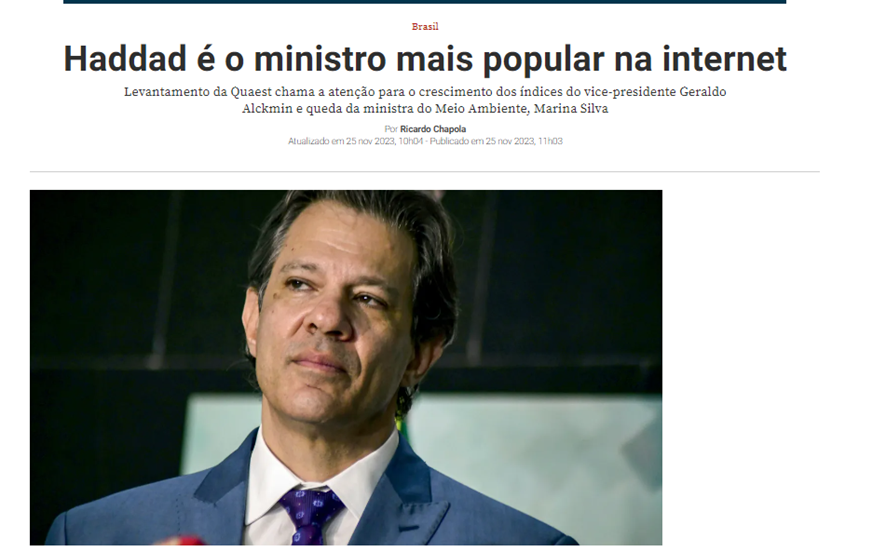 Brasil
Haddad é o ministro mais popular na internet
Levantamento da Quaest chama a atenção para o crescimento dos índices do vice-presidente Geraldo
Alckmin e queda da ministra do Meio Ambiente, Marina Silva
Por Ricardo Chapola
Atualizado em 25 nov 2023, 10h04 - Publicado em 25 nov 2023, 11h03